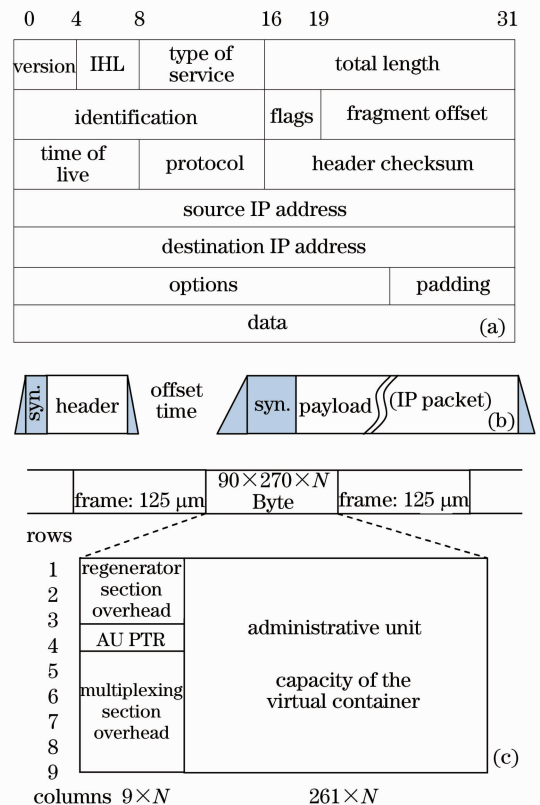 0 4 8 16 19 31
version IHL type of service total length
identification flags fragment offset
time of live protocol header checksum
source IP address
destination IP address
options padding
data (a)
syn. header offset time syn. payload (IP packet) (b)
frame: 125 μm 90×270×N Byte frame: 125 μm
rows
1 regenerator
2 section
overhead
3
4 AU PTR
administrative unit
5
6 multiplexing
section
7 overhead
8
9
capacity of the
virtual container
(c)
columns 9×N 261×N